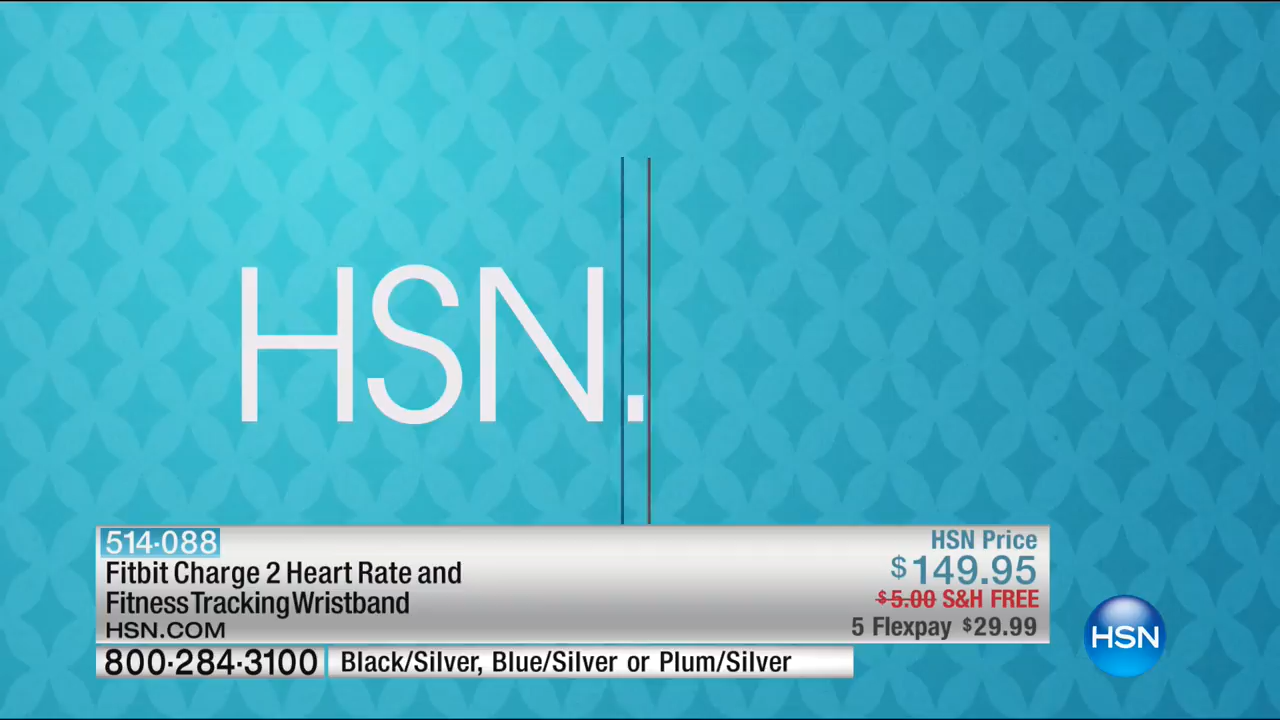 HSN.
514·088
Fitbit Charge 2 Heart Rate and
Fitness Tracking Wristband
HSN.COM
HSN Price
$149.95
$5.00 S&H FREE
5 Flexpay $29.99
800·284·3100
Black/Silver, Blue/Silver or Plum/Silver
HSN